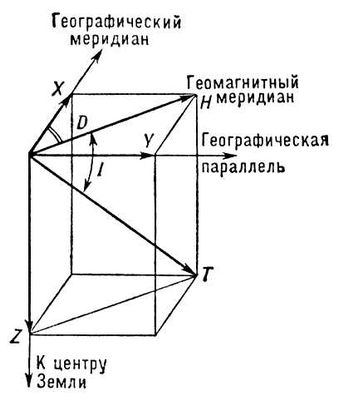 Географический
меридиан
X
Геомагнитный
H меридиан
D
Y
Географическая
параллель
I
T
Z
К центру
Земли